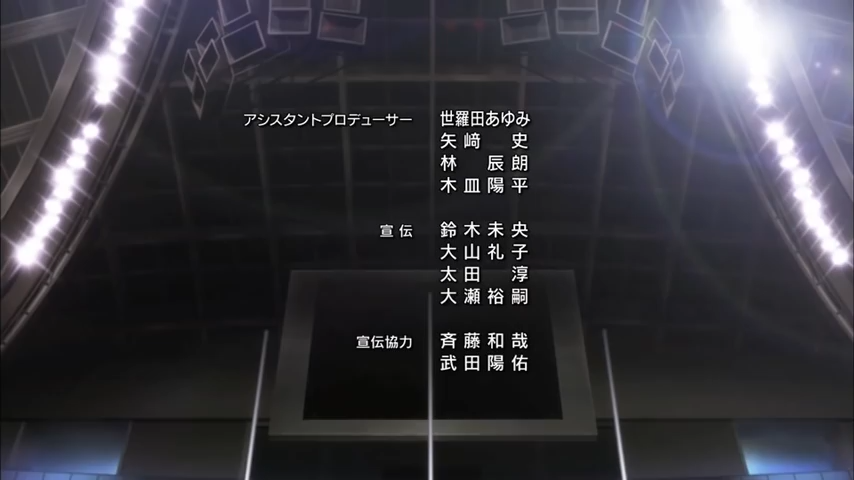 アシスタントプロデューサー 世羅田あゆみ
矢﨑 史
林 辰朗
木皿陽平
宣伝 鈴木未央
大山礼子
太田 淳
大瀬裕嗣
宣伝協力 斉藤和哉
武田陽佑